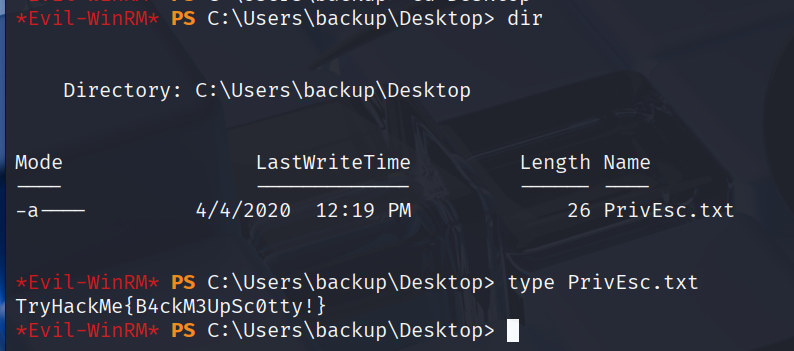 *Evil-WinRM* PS C:\Users\backup\Desktop> dir
Directory: C:\Users\backup\Desktop
Mode                LastWriteTime         Length Name
----                -------------         ------ ----
-a----         4/4/2020  12:19 PM             26 PrivEsc.txt
*Evil-WinRM* PS C:\Users\backup\Desktop> type PrivEsc.txt
TryHackMe{B4ckM3UpSc0tty!}
*Evil-WinRM* PS C:\Users\backup\Desktop>